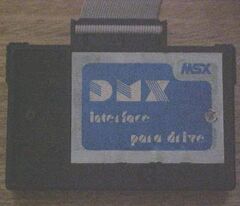 MSX
DMX
interface
para drive